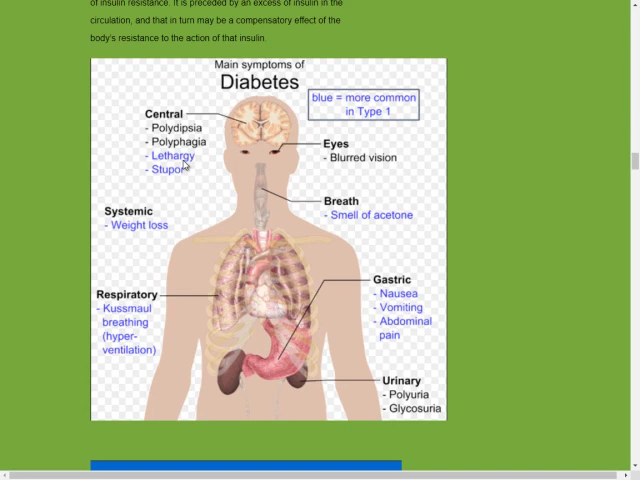 of insulin resistance. It is preceded by an excess of insulin in the
circulation, and that in turn may be a compensatory effect of the
body's resistance to the action of that insulin.
Main symptoms of
Diabetes
blue = more common
in Type 1
Central
- Polydipsia
- Polyphagia
- Lethargy
- Stupor
Eyes
- Blurred vision
Breath
- Smell of acetone
Systemic
- Weight loss
Respiratory
- Kussmaul
breathing
(hyper-
ventilation)
Gastric
- Nausea
- Vomiting
- Abdominal
pain
Urinary
- Polyuria
- Glycosuria